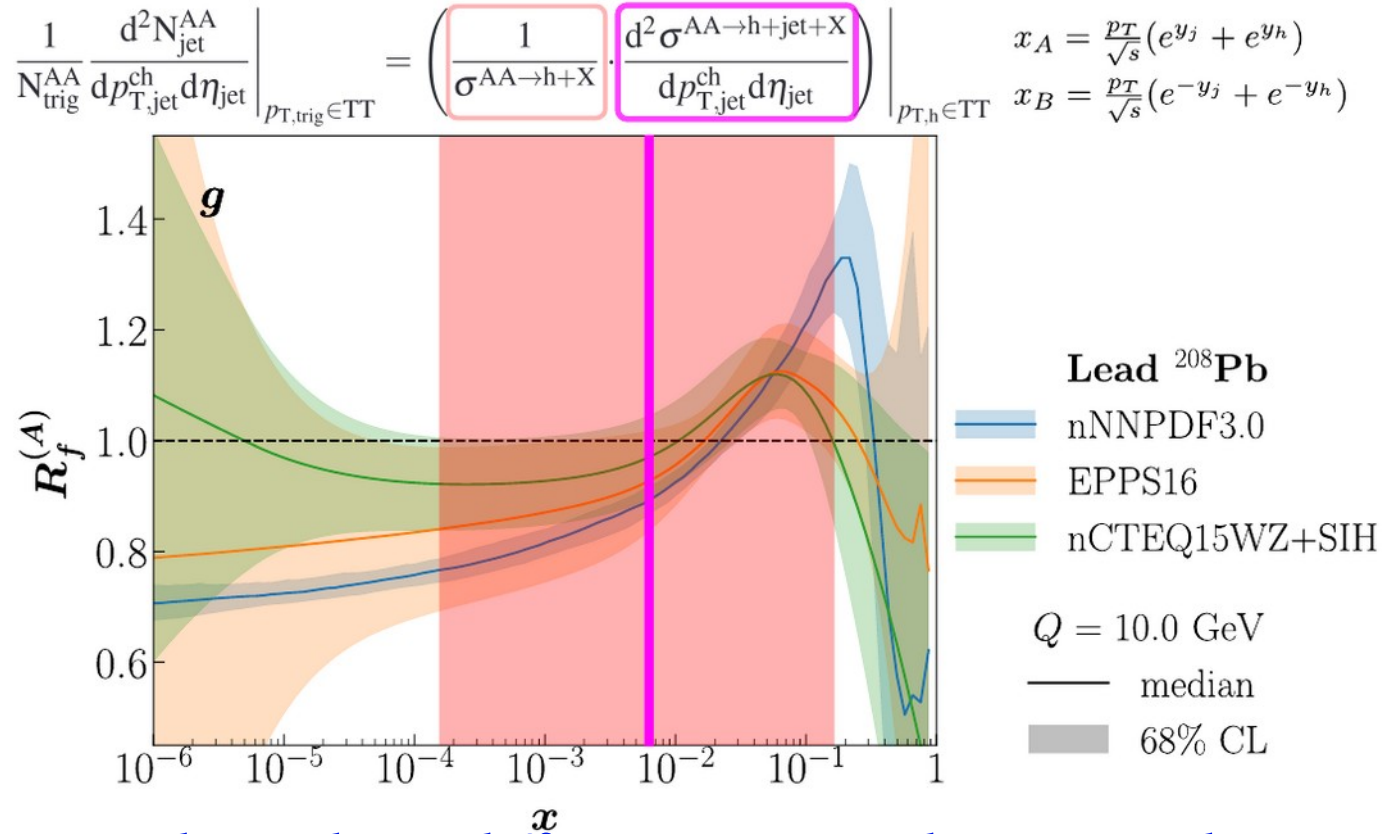 1/N_trig^AA d²N_jet^AA/dp_T,jet^ch dη_jet |_p_T,trig∈TT = (1/σ^AA→h+X · d²σ^AA→h+jet+X/dp_T,jet^ch dη_jet) |_p_T,h∈TT
x_A = p_T/√s (e^y_j + e^y_h)
x_B = p_T/√s (e^-y_j + e^-y_h)
g
1.4
1.2
1.0
0.8
0.6
R_f^(A)
10^-6 10^-5 10^-4 10^-3 10^-2 10^-1 1
x
Lead ²⁰⁸Pb
nNNPDF3.0
EPPS16
nCTEQ15WZ+SIH
Q = 10.0 GeV
median
68% CL